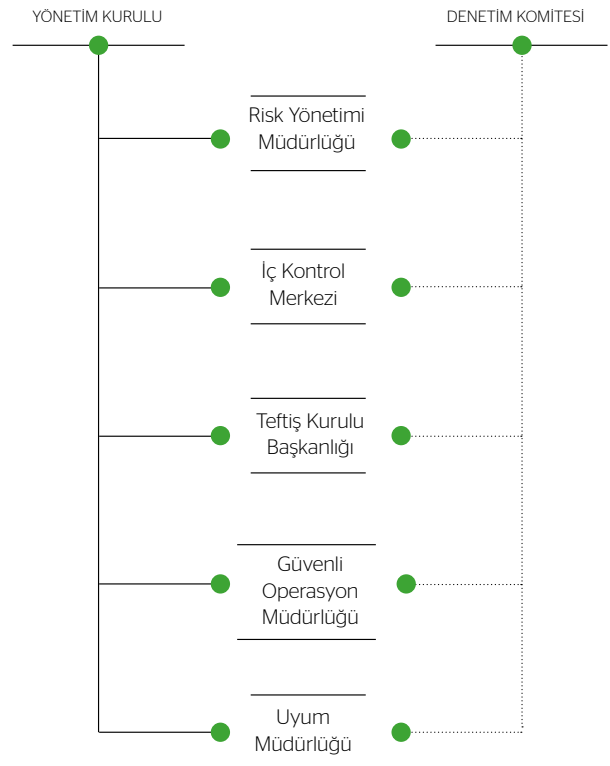 YÖNETİM KURULU
DENETİM KOMİTESİ
Risk Yönetimi
Müdürlüğü
İç Kontrol
Merkezi
Teftiş Kurulu
Başkanlığı
Güvenli
Operasyon
Müdürlüğü
Uyum
Müdürlüğü